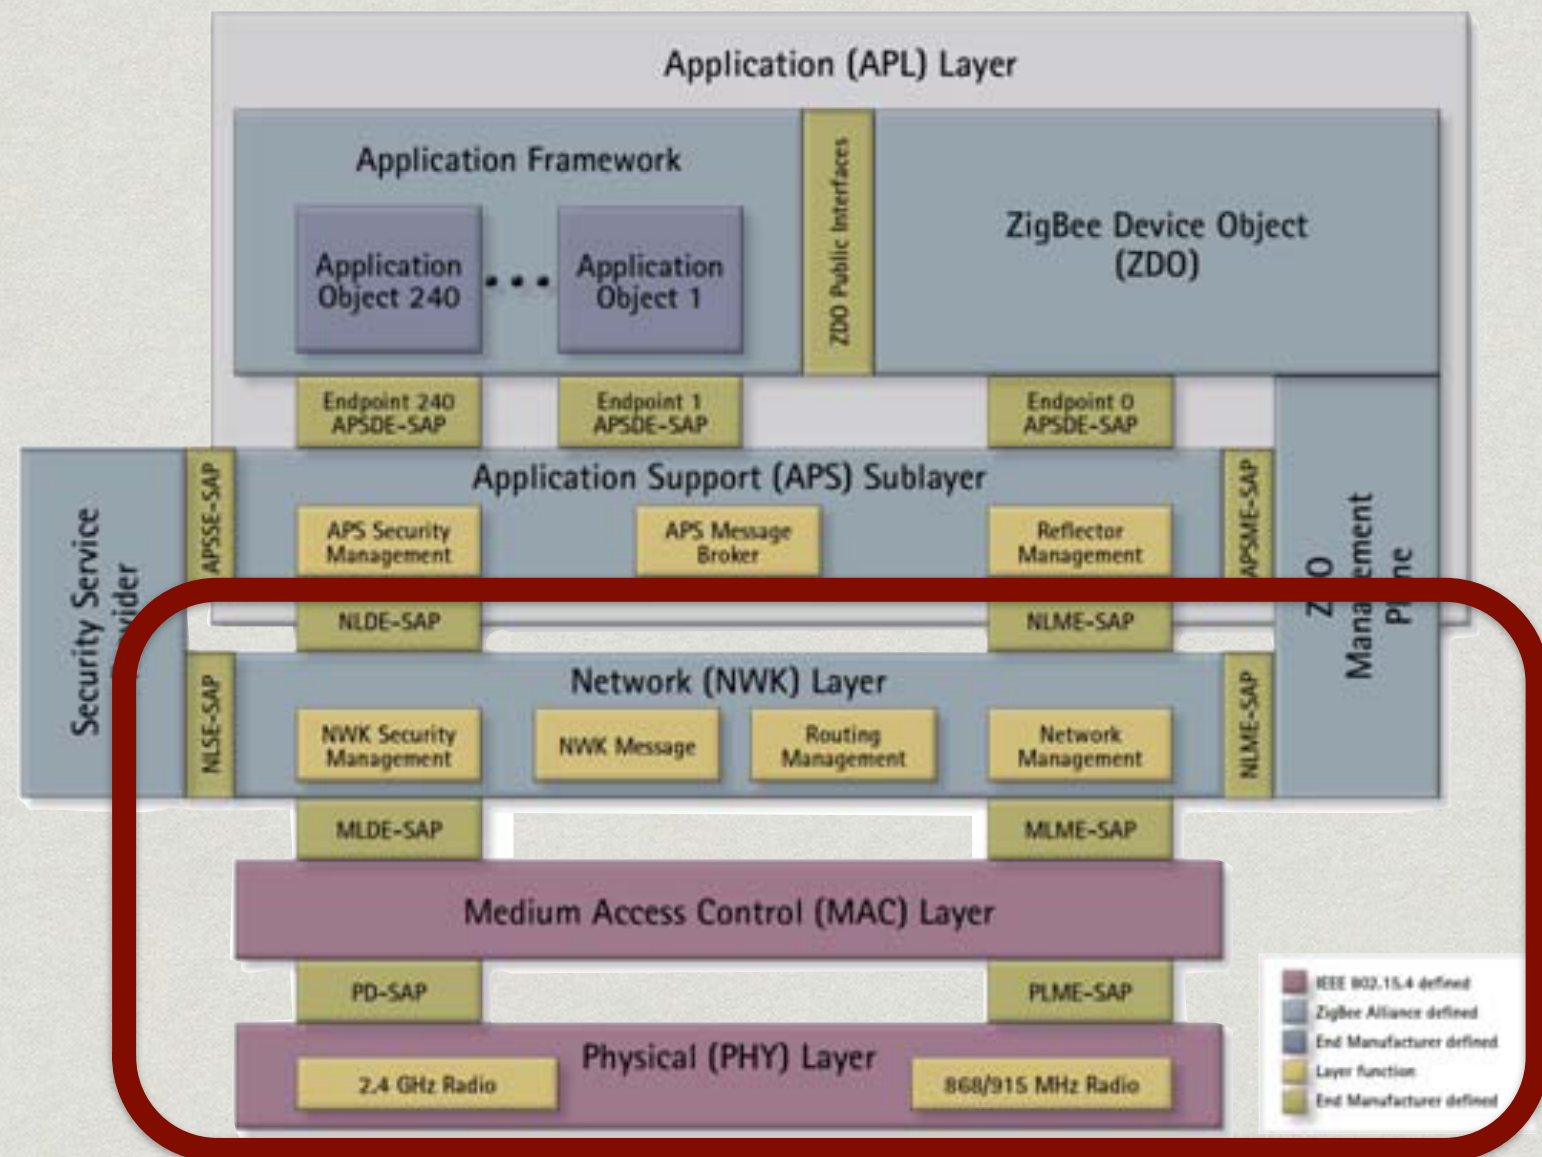 Application (APL) Layer
Application Framework
ZDO Public Interfaces
ZigBee Device Object
(ZDO)
Application
Object 240
Application
Object 1
Endpoint 240
APSDE-SAP
Endpoint 1
APSDE-SAP
Endpoint 0
APSDE-SAP
Security Service
APSSE-SAP
Application Support (APS) Sublayer
APSME-SAP
Management
APS Security
Management
APS Message
Broker
Reflector
Management
NLDE-SAP
NLME-SAP
NLSE-SAP
Network (NWK) Layer
NLME-SAP
NWK Security
Management
NWK Message
Routing
Management
Network
Management
MLDE-SAP
MLME-SAP
Medium Access Control (MAC) Layer
PD-SAP
PLME-SAP
Physical (PHY) Layer
2.4 GHz Radio
868/915 MHz Radio
IEEE 802.15.4 defined
ZigBee Alliance defined
End Manufacturer defined
Layer function
End Manufacturer defined